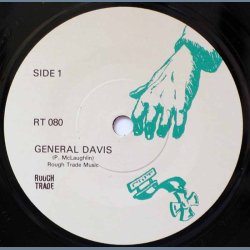 SIDE 1
RT 080
GENERAL DAVIS
(P. McLaughlin)
Rough Trade Music.
ROUGH
TRADE